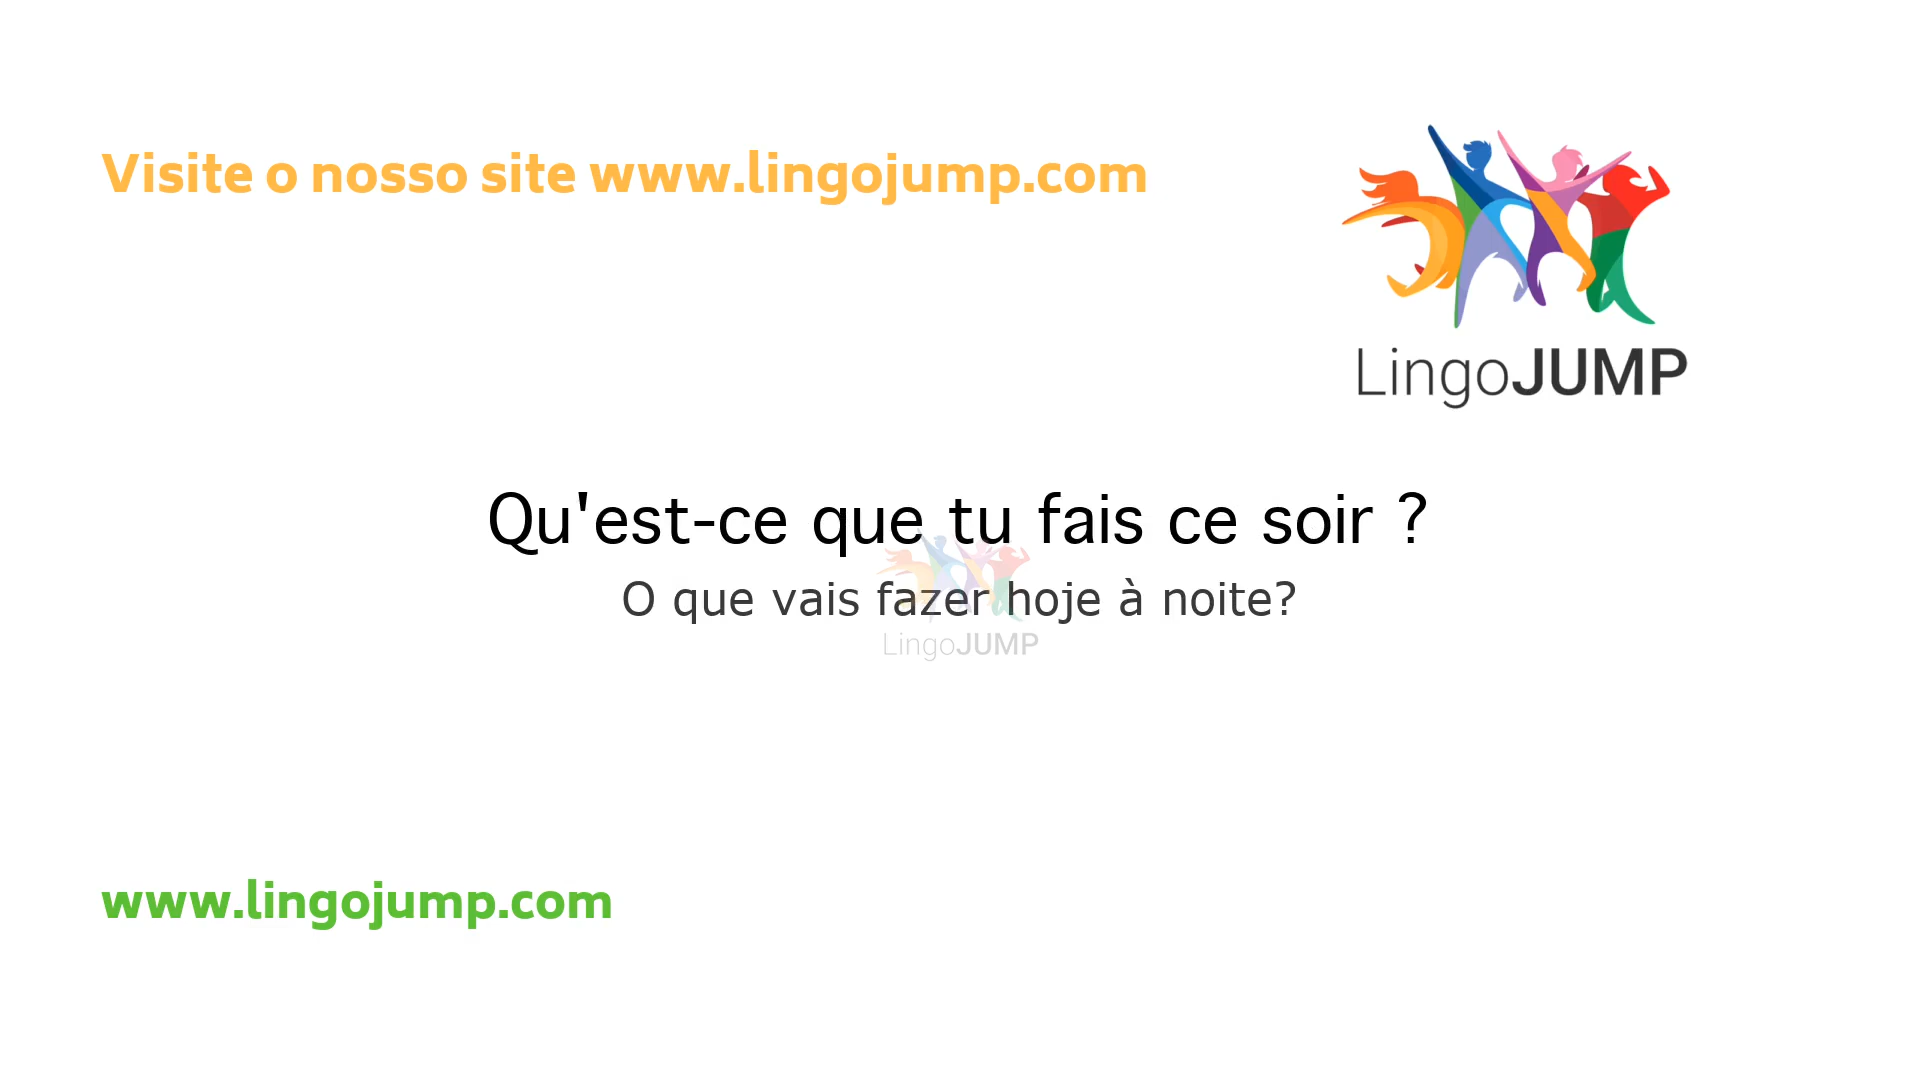 Visite o nosso site www.lingojump.com
LingoJUMP
Qu'est-ce que tu fais ce soir ?
O que vais fazer hoje à noite?
LingoJUMP
www.lingojump.com